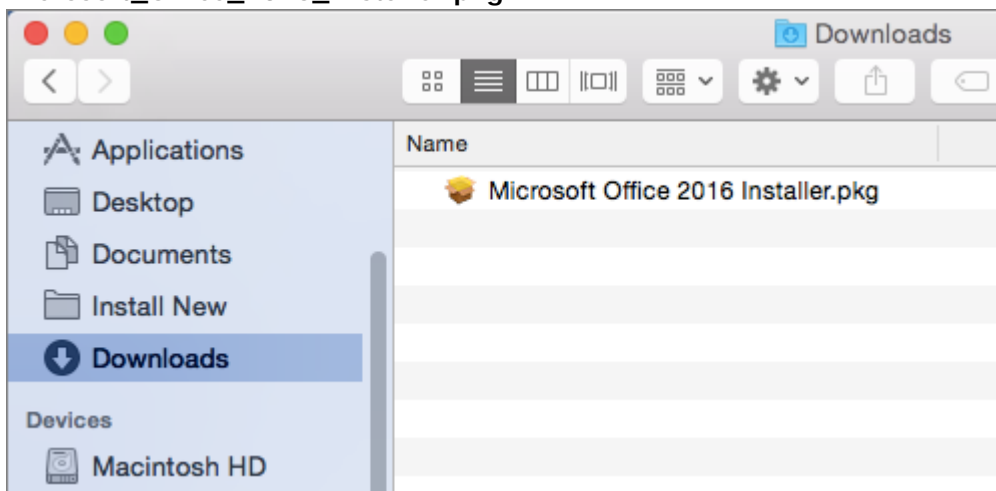 Downloads
Name
Microsoft Office 2016 Installer.pkg
Applications
Desktop
Documents
Install New
Downloads
Devices
Macintosh HD